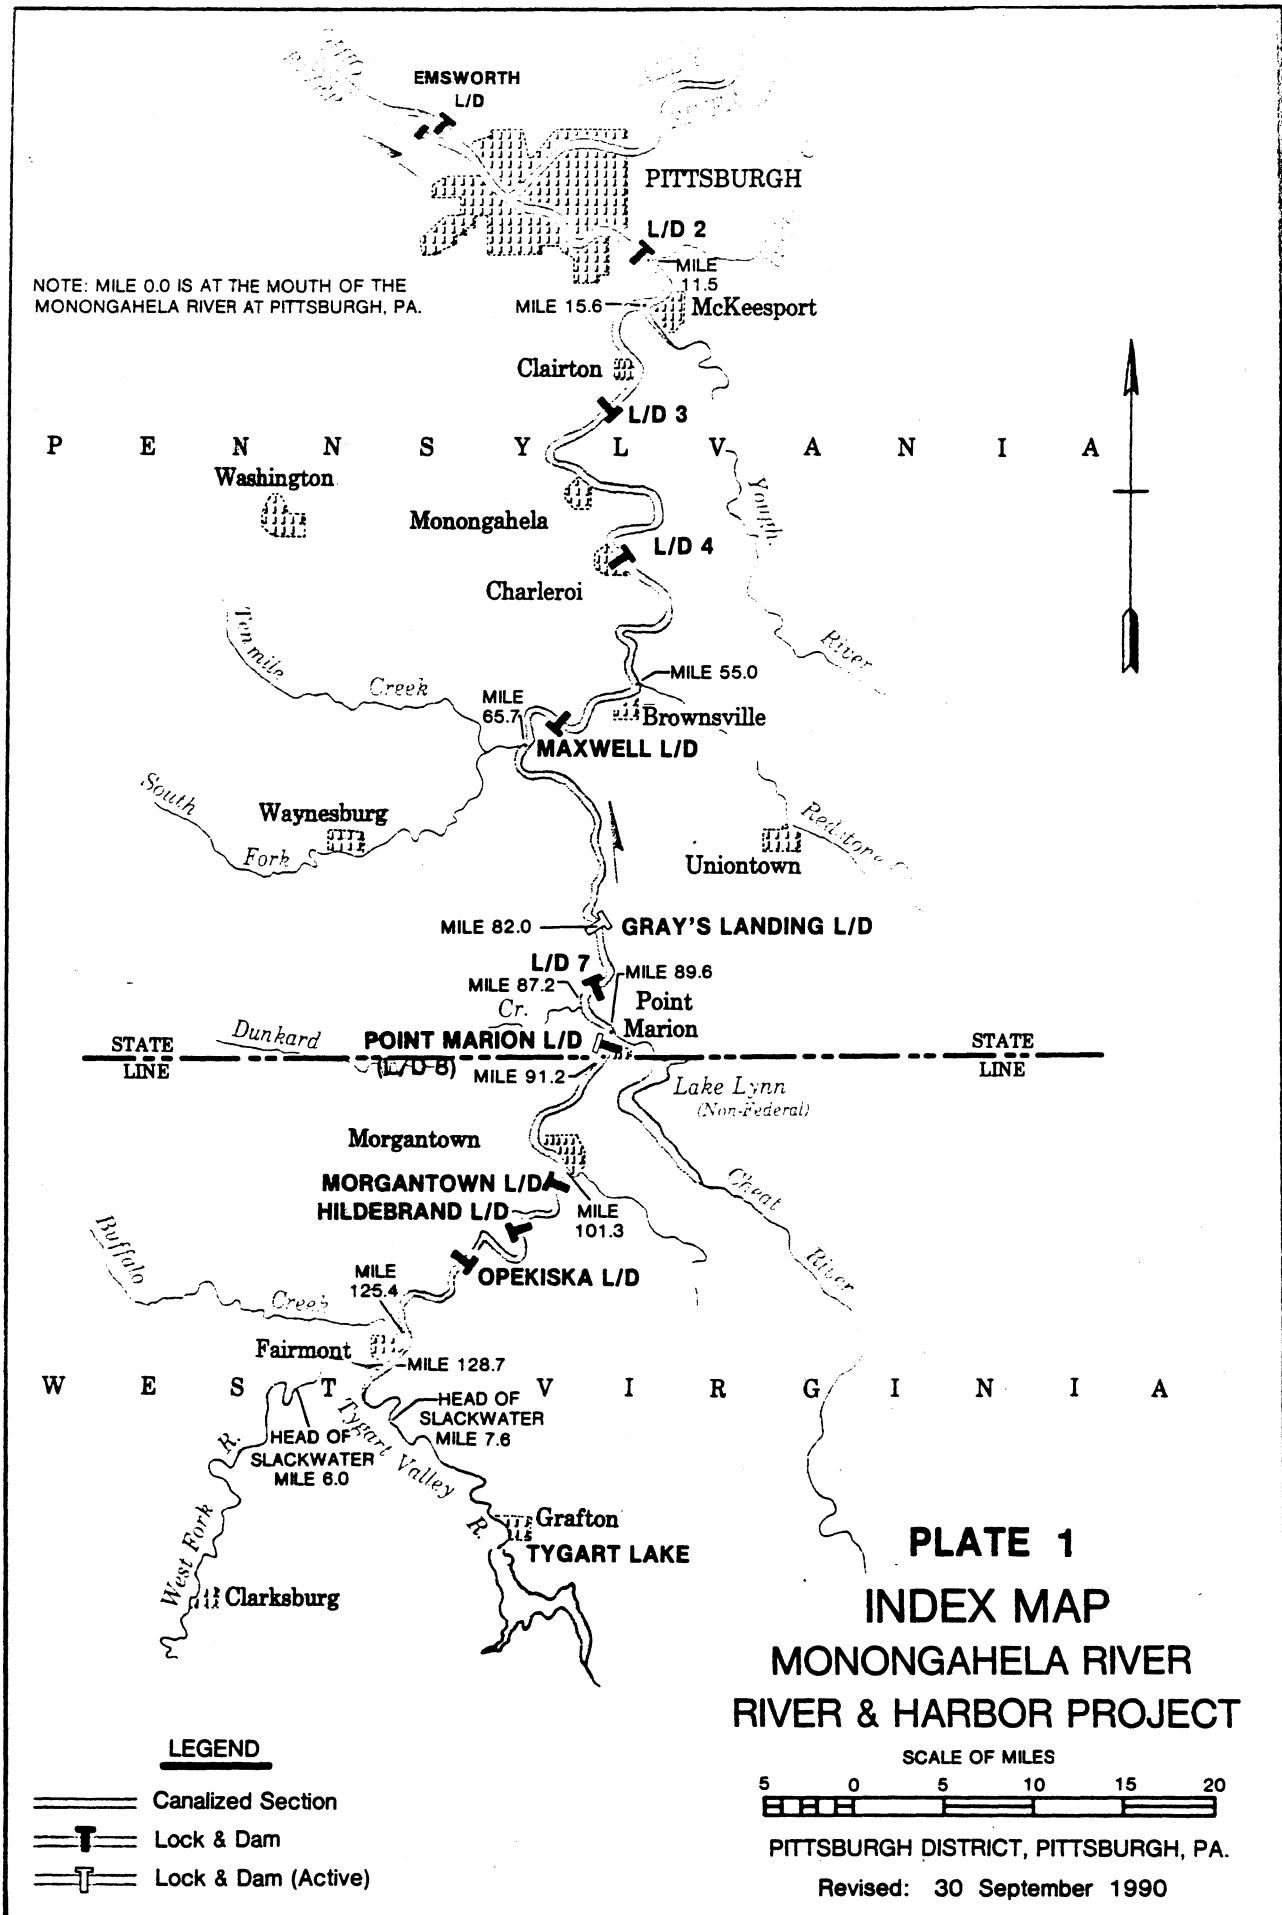 EMSWORTH
L/D
PITTSBURGH
L/D 2
MILE
11.5
NOTE: MILE 0.0 IS AT THE MOUTH OF THE
MONONGAHELA RIVER AT PITTSBURGH, PA.
MILE 15.6
McKeesport
Clairton
L/D 3
P E N N S Y L V A N I A
Washington
Monongahela
Yough.
L/D 4
Charleroi
Tenmile
Creek
River
MILE 55.0
MILE
65.7
Brownsville
MAXWELL L/D
South
Fork
Waynesburg
Redstone
Uniontown
MILE 82.0
GRAY'S LANDING L/D
L/D 7
MILE 89.6
MILE 87.2
Point
Marion
Cr.
Dunkard
POINT MARION L/D
(L/D 8)
STATE
LINE
STATE
LINE
MILE 91.2
Lake Lynn
(Non-Federal)
Morgantown
MORGANTOWN L/D
HILDEBRAND L/D
MILE
101.3
Cheat
River
Buffalo
Creek
MILE
125.4
OPEKISKA L/D
Fairmont
MILE 128.7
W E S T V I R G I N I A
HEAD OF
SLACKWATER
MILE 7.6
HEAD OF
SLACKWATER
MILE 6.0
Tygart Valley
R.
West Fork
R.
Grafton
TYGART LAKE
Clarksburg
PLATE 1
INDEX MAP
MONONGAHELA RIVER
RIVER & HARBOR PROJECT
SCALE OF MILES
5 0 5 10 15 20
PITTSBURGH DISTRICT, PITTSBURGH, PA.
Revised: 30 September 1990
LEGEND
Canalized Section
Lock & Dam
Lock & Dam (Active)